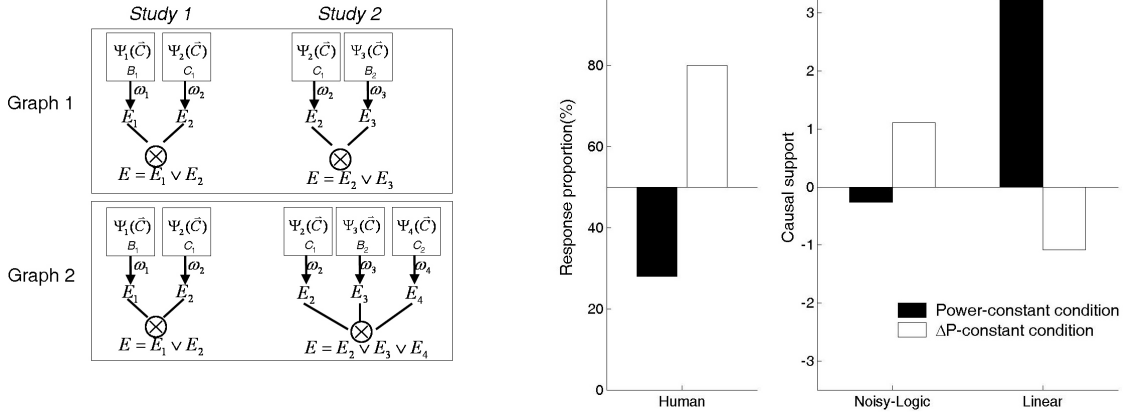 Study 1 Study 2
Graph 1
Ψ₁(C⃗) Ψ₂(C⃗) Ψ₂(C⃗) Ψ₃(C⃗)
B₁ C₁ C₁ B₂
ω₁ ω₂ ω₂ ω₃
E₁ E₂ E₂ E₃
E = E₁ ∨ E₂ E = E₂ ∨ E₃
Graph 2
Ψ₁(C⃗) Ψ₂(C⃗) Ψ₂(C⃗) Ψ₃(C⃗) Ψ₄(C⃗)
B₁ C₁ C₁ B₂ C₂
ω₁ ω₂ ω₂ ω₃ ω₄
E₁ E₂ E₂ E₃ E₄
E = E₁ ∨ E₂ E = E₂ ∨ E₃ ∨ E₄
Response proportion(%)
80
60
40
20
0
Human
Causal support
3
2
1
0
-1
-2
-3
Power-constant condition
ΔP-constant condition
Noisy-Logic Linear